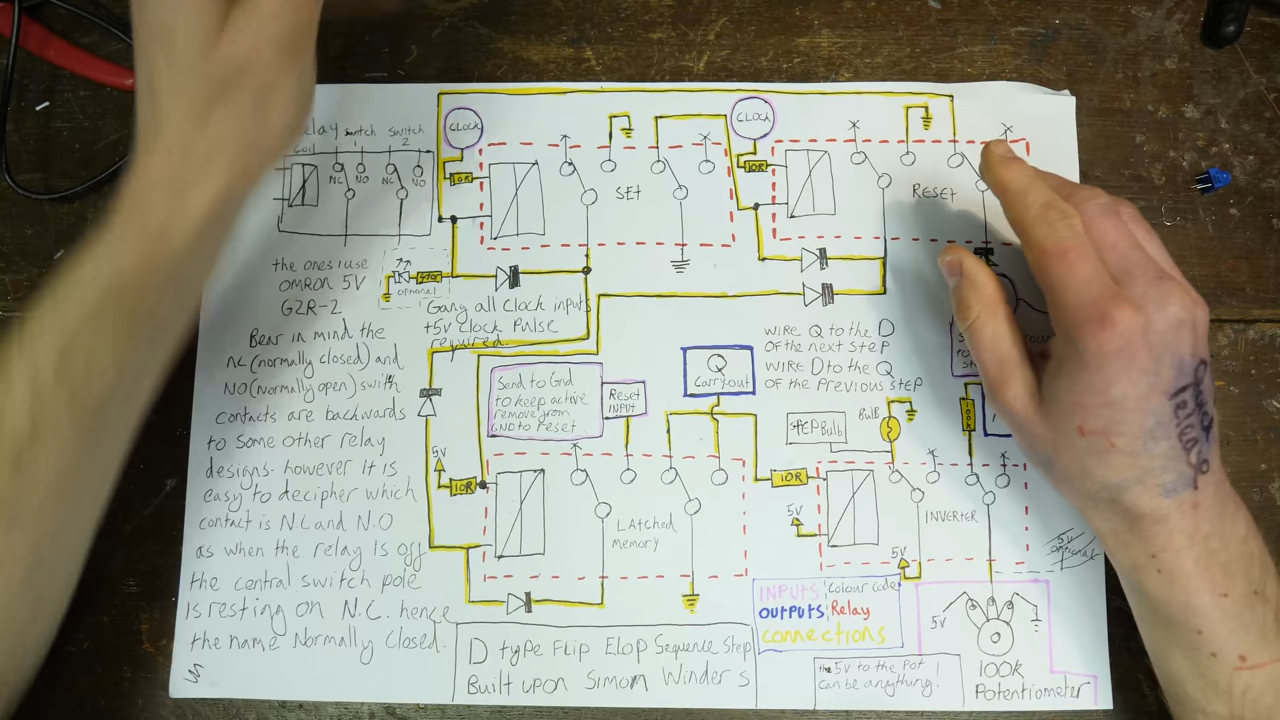 CLOCK
CLOCK
elay
switch
1
switch
2
coil
NC
NO
NC
NO
10R
SET
10R
RESET
the ones i use
OMRON 5V
G2R-2
optional
Gang all Clock inputs
+5v Clock Pulse
required.
Bear in mind the
NC (normally closed) and
NO (normally open) switch
contacts are backwards
to some other relay
designs. however it is
easy to decipher which
contact is N.C and N.O
as when the relay is off
the central switch pole
is resting on N.C. hence
the name Normally Closed.
Send to Gnd
to keep active
remove from
GND to Reset
Reset
INPUT
Q
Carry out
WIRE Q to the D
OF the next Step
WIRE D to the Q
OF the Previous STEP
STEP Bulb
Bulb
100K
5V
10R
LAtched
Memory
10R
5V
INVERTER
5V
5V
optional
INPUTS
Colour code
OUTPUTS
Relay
connections
D type Flip Flop Sequence Step
Built upon Simon Winder s
the 5V to the Pot
can be anything!
5V
100k
Potentiometer